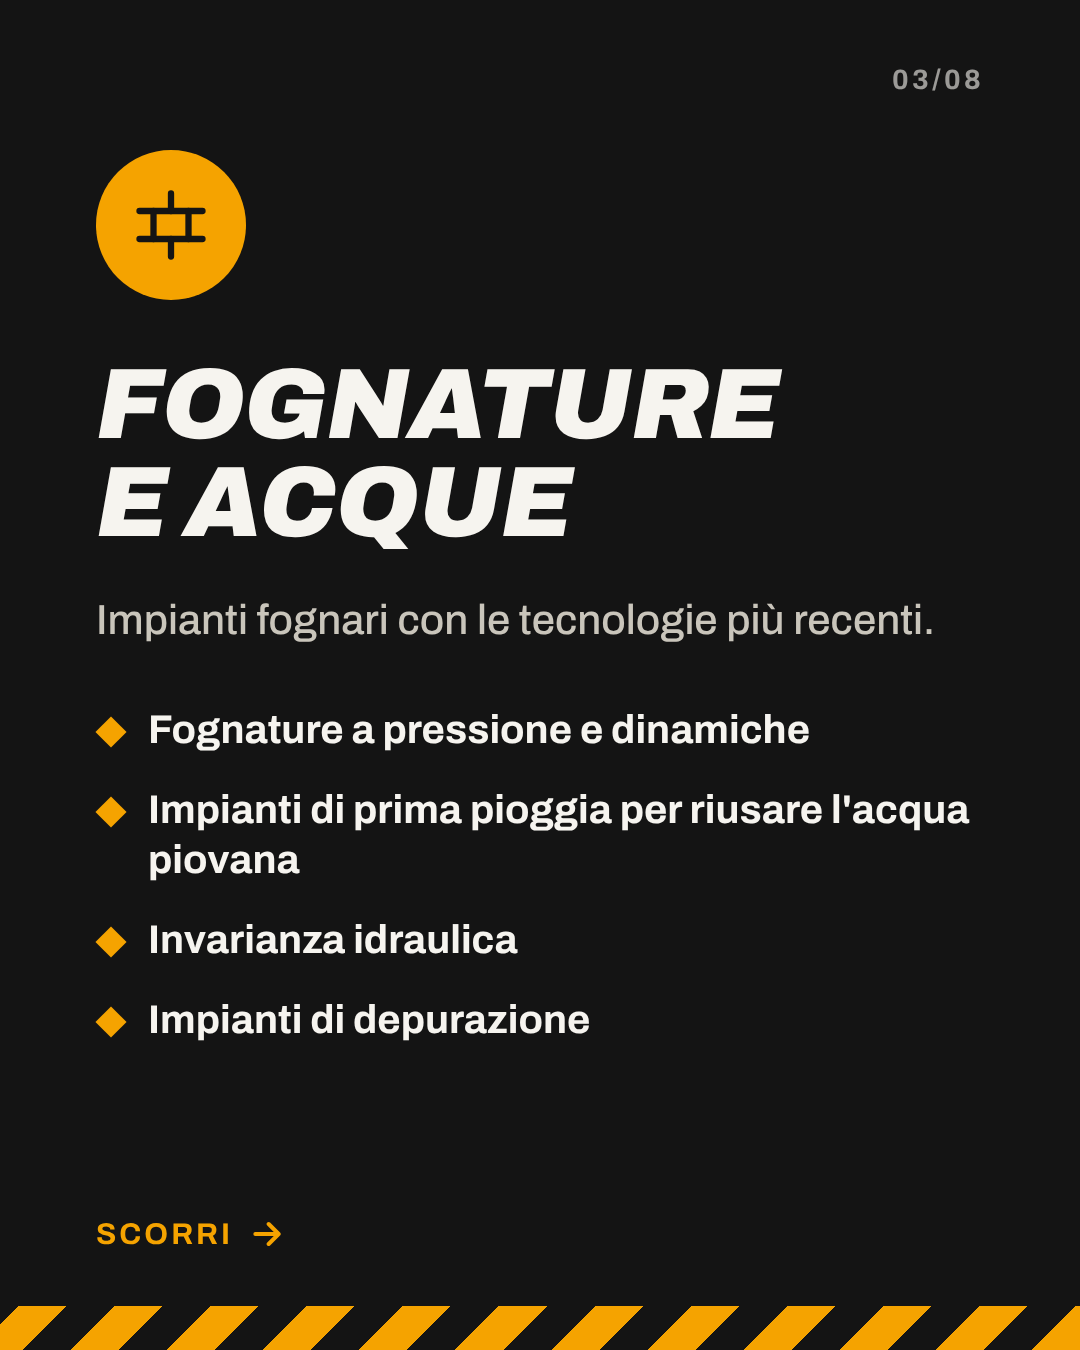 03/08
FOGNATURE
E ACQUE
Impianti fognari con le tecnologie più recenti.
Fognature a pressione e dinamiche
Impianti di prima pioggia per riusare l'acqua
piovana
Invarianza idraulica
Impianti di depurazione
SCORRI →